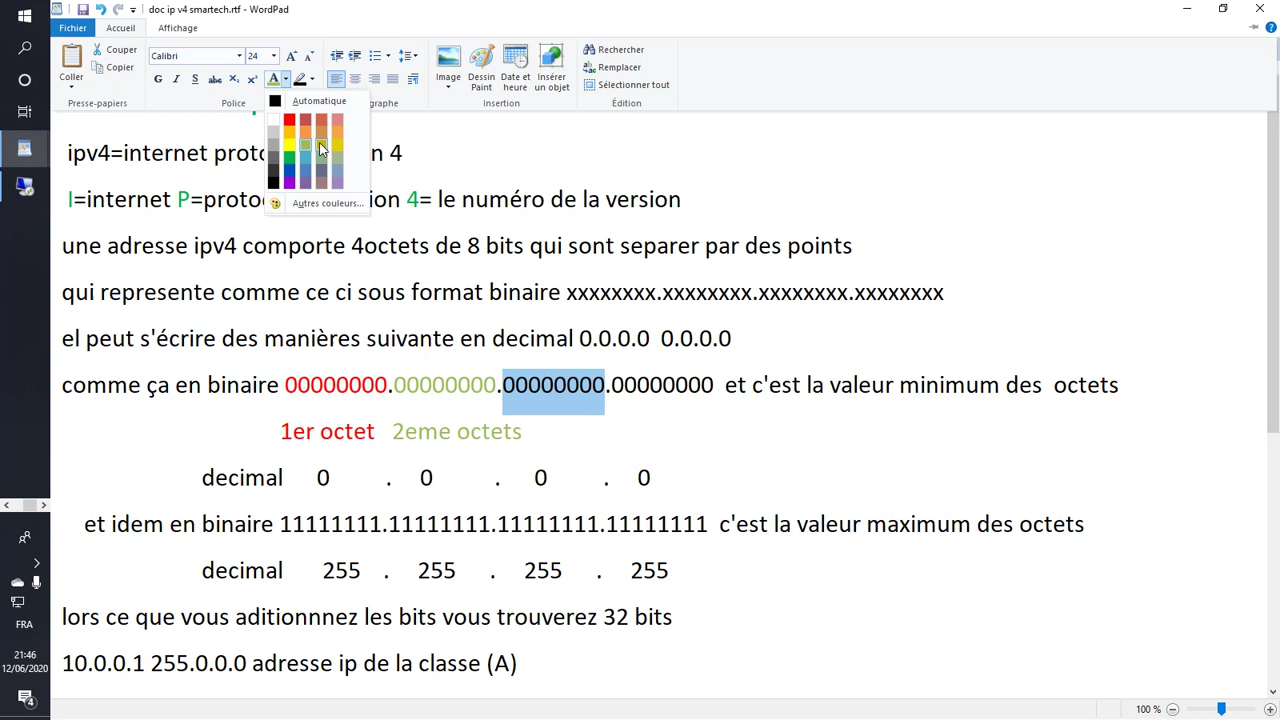 doc ip v4 smartech.rtf - WordPad
Fichier Accueil Affichage
Coller
Couper
Copier
Presse-papiers
Calibri 24
G I S abc X₂ X² A
Police
Paragraphe
Image
Dessin Paint
Date et heure
Insérer un objet
Insertion
Rechercher
Remplacer
Sélectionner tout
Édition
Automatique
Autres couleurs...
ipv4=internet proto n 4
I=internet P=proto ion 4= le numéro de la version
une adresse ipv4 comporte 4octets de 8 bits qui sont separer par des points
qui represente comme ce ci sous format binaire xxxxxxxx.xxxxxxxx.xxxxxxxx.xxxxxxxx
el peut s'écrire des manières suivante en decimal 0.0.0.0 0.0.0.0
comme ça en binaire 00000000.00000000.00000000.00000000 et c'est la valeur minimum des octets
1er octet 2eme octets
decimal 0 . 0 . 0 . 0
et idem en binaire 11111111.11111111.11111111.11111111 c'est la valeur maximum des octets
decimal 255 . 255 . 255 . 255
lors ce que vous aditionnnez les bits vous trouverez 32 bits
10.0.0.1 255.0.0.0 adresse ip de la classe (A)
FRA
21:46
12/06/2020
4
100 %